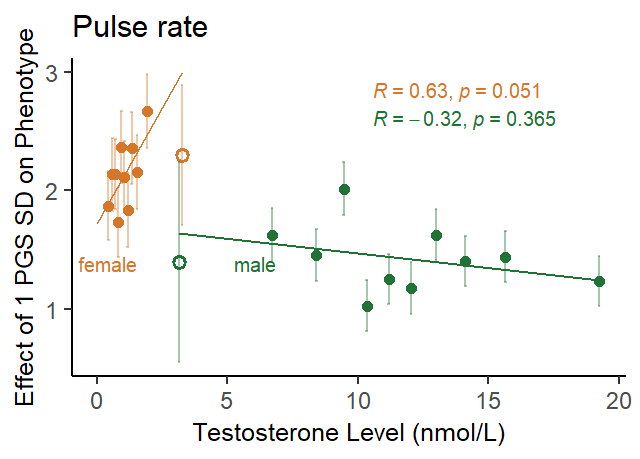 Pulse rate
Effect of 1 PGS SD on Phenotype
3
2
1
R = 0.63, p = 0.051
R = −0.32, p = 0.365
female
male
0 5 10 15 20
Testosterone Level (nmol/L)